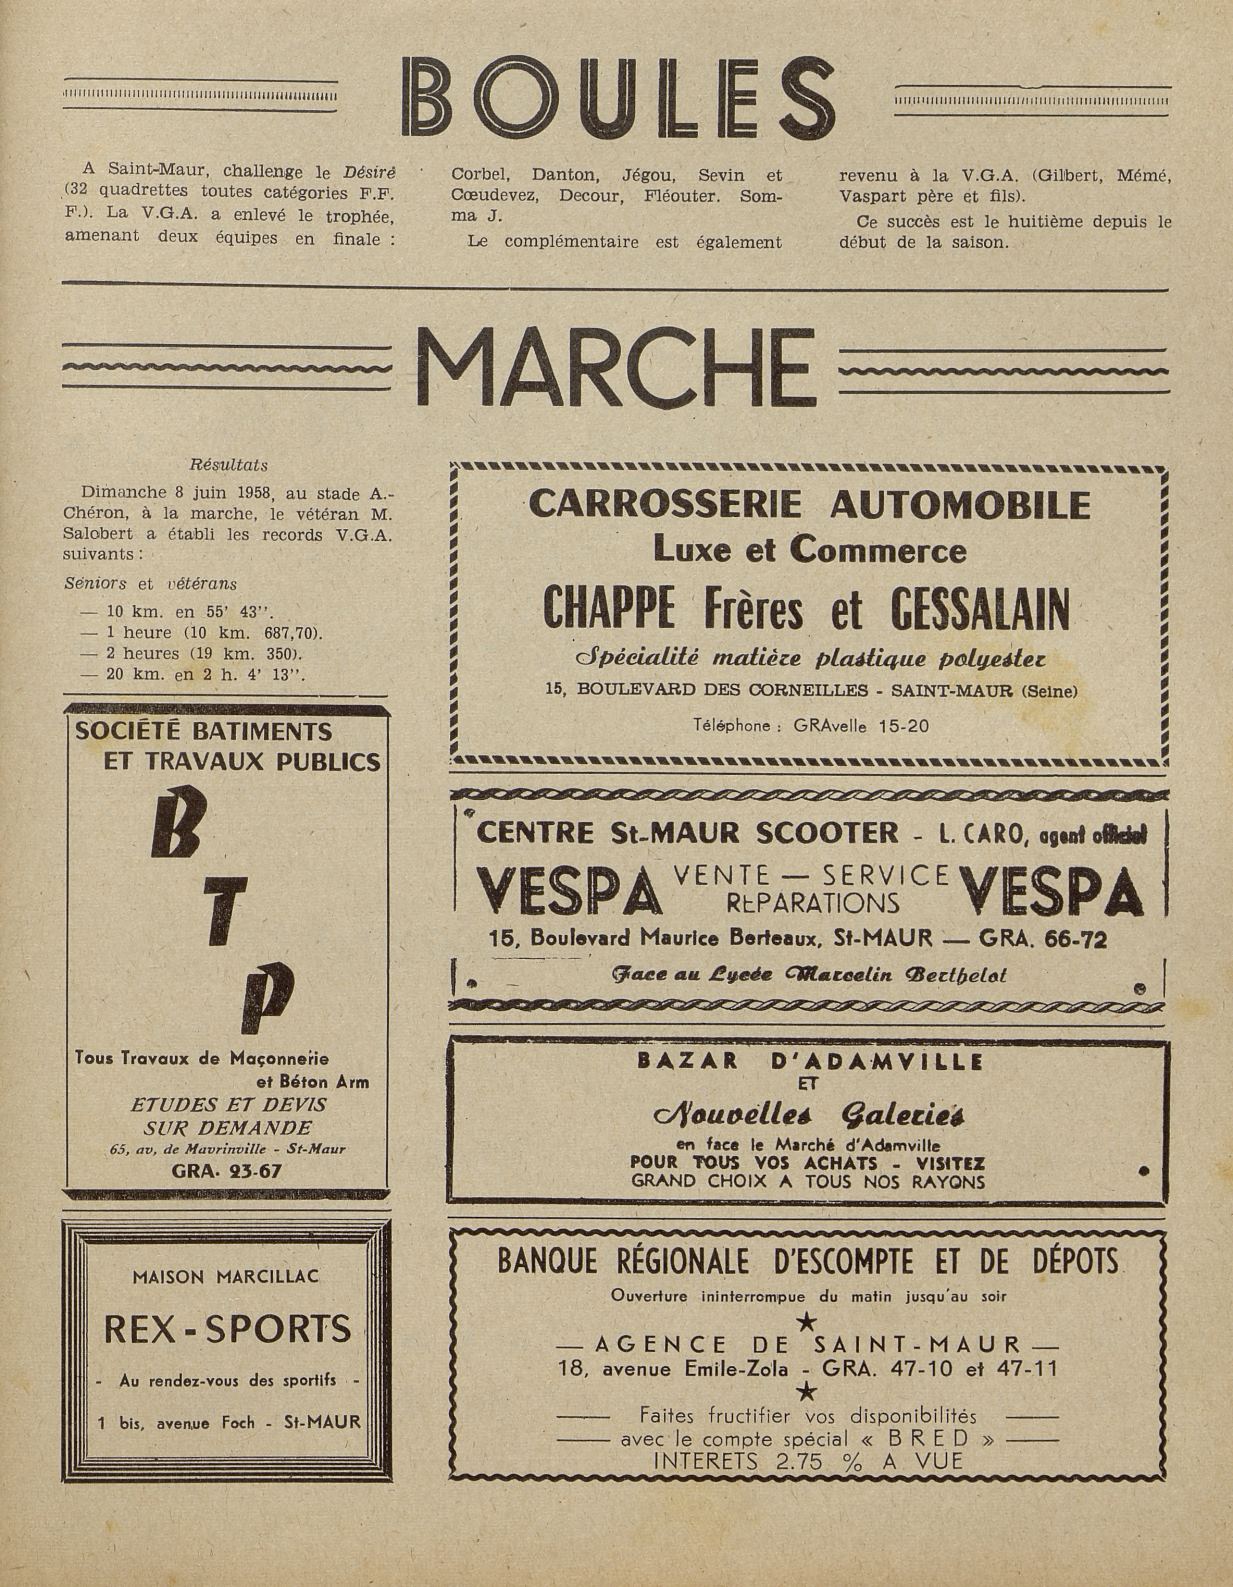 BOULES
A Saint-Maur, challenge le Désiré
(32 quadrettes toutes catégories F.F.
F.). La V.G.A. a enlevé le trophée,
amenant deux équipes en finale :
Corbel, Danton, Jégou, Sevin et
Cœudevez, Decour, Fléouter. Som-
ma J.
Le complémentaire est également
revenu à la V.G.A. (Gilbert, Mémé,
Vaspart père et fils).
Ce succès est le huitième depuis le
début de la saison.
MARCHE
Résultats
Dimanche 8 juin 1958, au stade A.-
Chéron, à la marche, le vétéran M.
Salobert a établi les records V.G.A.
suivants :
Séniors et vétérans
— 10 km. en 55' 43''.
— 1 heure (10 km. 687,70).
— 2 heures (19 km. 350).
— 20 km. en 2 h. 4' 13''.
SOCIÉTÉ BATIMENTS
ET TRAVAUX PUBLICS
B
T
P
Tous Travaux de Maçonnerie
et Béton Arm
ETUDES ET DEVIS
SUR DEMANDE
65, av, de Mavrinville - St-Maur
GRA. 23-67
MAISON MARCILLAC
REX-SPORTS
- Au rendez-vous des sportifs -
1 bis, avenue Foch - St-MAUR
CARROSSERIE AUTOMOBILE
Luxe et Commerce
CHAPPE Frères et GESSALAIN
Spécialité matière plastique polyester
15, BOULEVARD DES CORNEILLES - SAINT-MAUR (Seine)
Téléphone : GRAvelle 15-20
CENTRE St-MAUR SCOOTER - L. CARO, agent officiel
VESPA VENTE — SERVICE VESPA
RÉPARATIONS
15, Boulevard Maurice Berteaux, St-MAUR — GRA. 66-72
Face au Lycée Marcelin Berthelot
BAZAR D'ADAMVILLE
ET
Nouvelles Galeries
en face le Marché d'Adamville
POUR TOUS VOS ACHATS - VISITEZ
GRAND CHOIX A TOUS NOS RAYONS
BANQUE RÉGIONALE D'ESCOMPTE ET DE DÉPOTS
Ouverture ininterrompue du matin jusqu'au soir
— AGENCE DE SAINT-MAUR —
18, avenue Emile-Zola - GRA. 47-10 et 47-11
Faites fructifier vos disponibilités
avec le compte spécial « BRED »
INTERETS 2.75 % A VUE